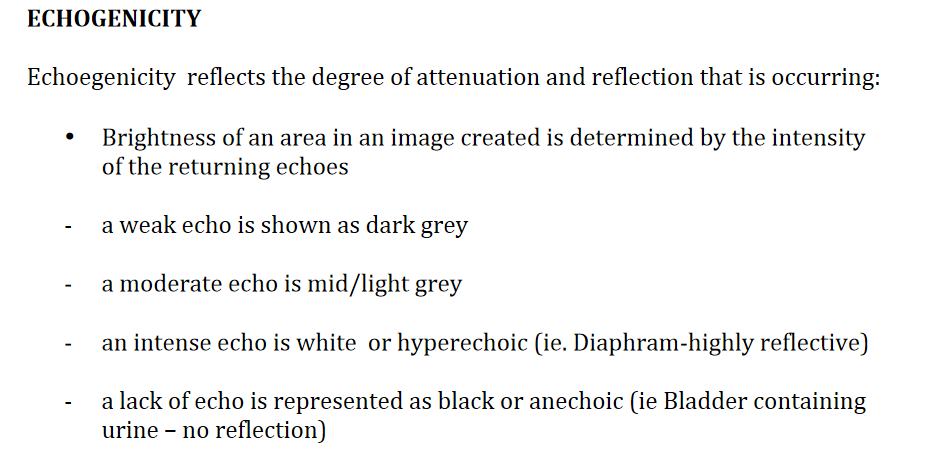 ECHOGENICITY
Echoegenicity  reflects the degree of attenuation and reflection that is occurring:
• Brightness of an area in an image created is determined by the intensity
of the returning echoes
- a weak echo is shown as dark grey
- a moderate echo is mid/light grey
- an intense echo is white  or hyperechoic (ie. Diaphram-highly reflective)
- a lack of echo is represented as black or anechoic (ie Bladder containing
urine – no reflection)